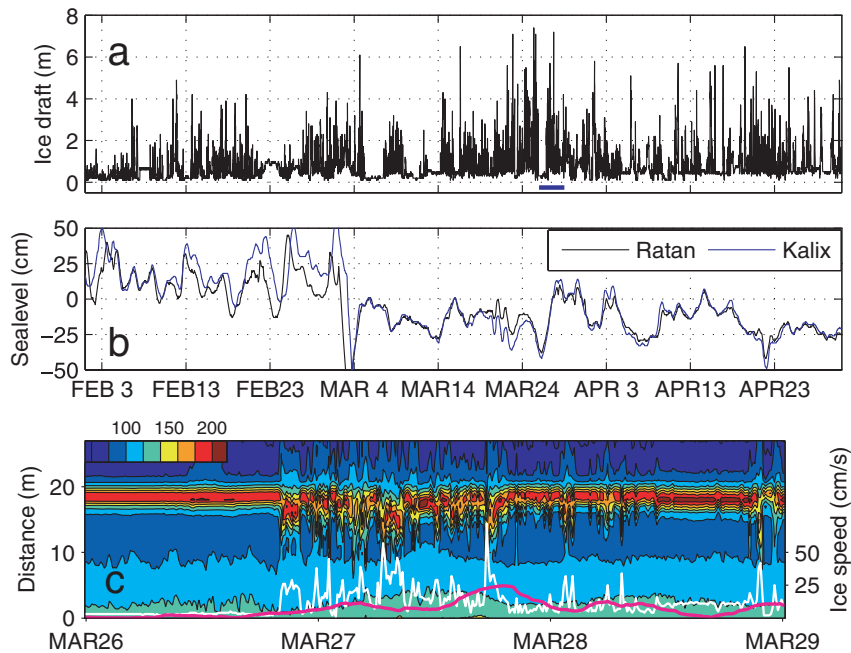 8
a
6
Ice draft (m)
4
2
0
50
Ratan
Kalix
25
Sealevel (cm)
0
−25
b
−50
FEB 3
FEB13
FEB23
MAR 4
MAR14
MAR24
APR 3
APR13
APR23
100
150
200
Distance (m)
20
10
0
c
Ice speed (cm/s)
50
25
MAR26
MAR27
MAR28
MAR29